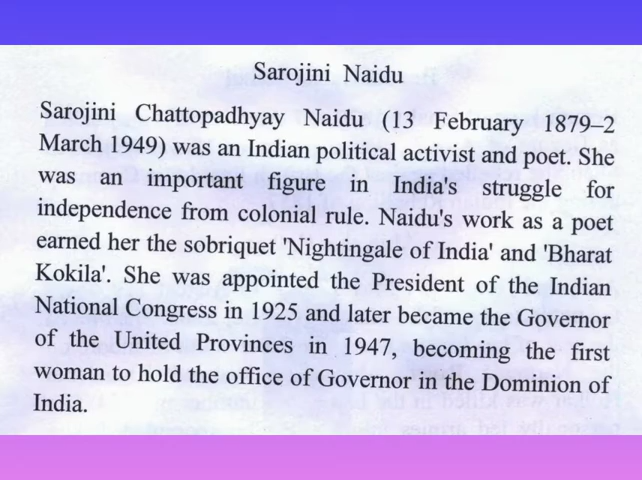 Sarojini Naidu
Sarojini Chattopadhyay Naidu (13 February 1879–2
March 1949) was an Indian political activist and poet. She
was an important figure in India's struggle for
independence from colonial rule. Naidu's work as a poet
earned her the sobriquet 'Nightingale of India' and 'Bharat
Kokila'. She was appointed the President of the Indian
National Congress in 1925 and later became the Governor
of the United Provinces in 1947, becoming the first
woman to hold the office of Governor in the Dominion of
India.